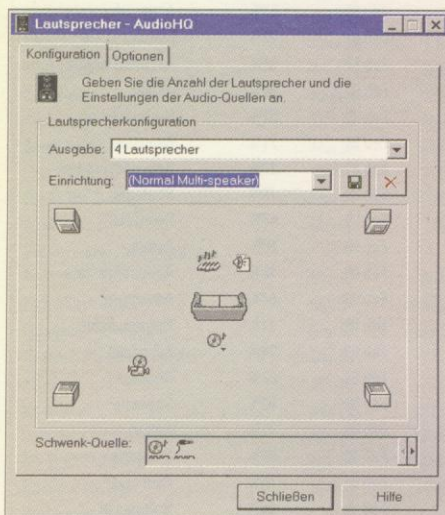 Lautsprecher - AudioHQ
Konfiguration Optionen
Geben Sie die Anzahl der Lautsprecher und die
Einstellungen der Audio-Quellen an.
Lautsprecherkonfiguration
Ausgabe: 4 Lautsprecher
Einrichtung: (Normal Multi-speaker)
Schwenk-Quelle:
Schließen Hilfe